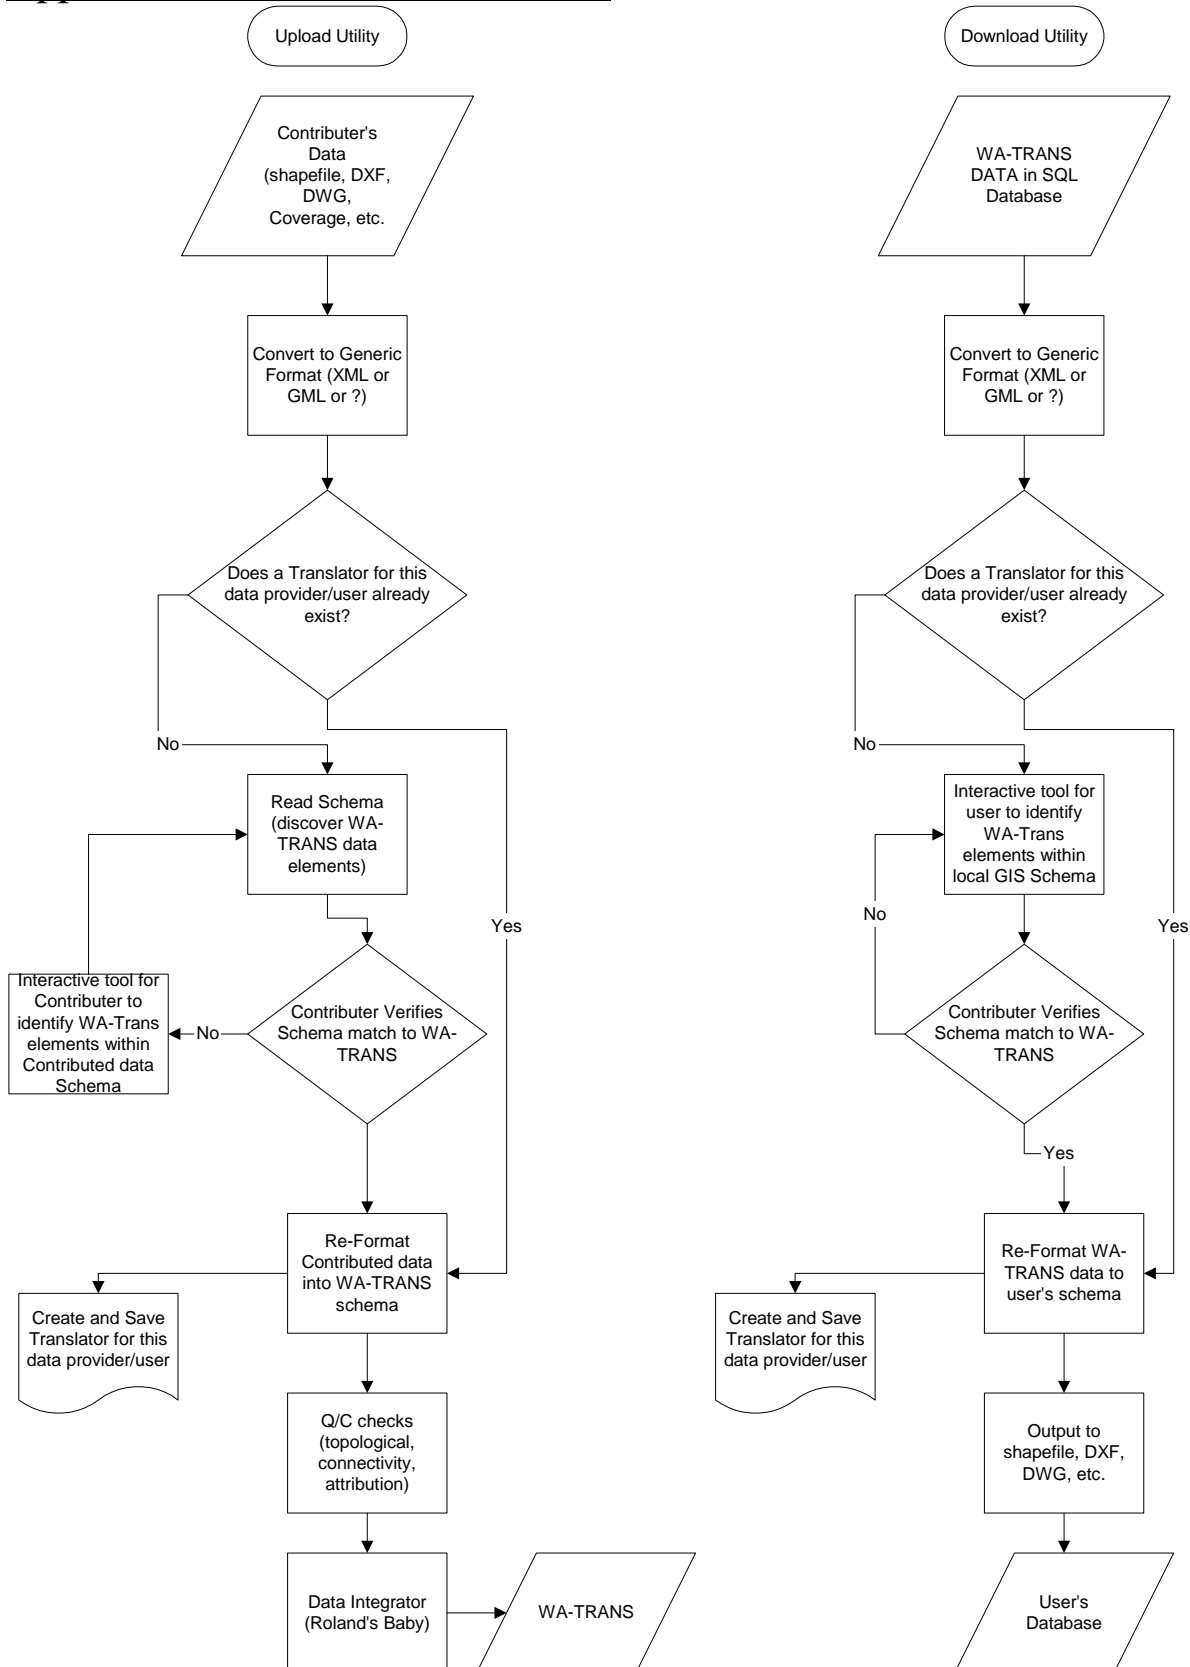 Upload Utility
Contributer's
Data
(shapefile, DXF,
DWG,
Coverage, etc.
Convert to Generic
Format (XML or
GML or ?)
Does a Translator for this
data provider/user already
exist?
No
Read Schema
(discover WA-
TRANS data
elements)
Yes
Interactive tool for
Contributer to
identify WA-Trans
elements within
Contributed data
Schema
No
Contributer Verifies
Schema match to WA-
TRANS
Re-Format
Contributed data
into WA-TRANS
schema
Create and Save
Translator for this
data provider/user
Q/C checks
(topological,
connectivity,
attribution)
Data Integrator
(Roland's Baby)
WA-TRANS
Download Utility
WA-TRANS
DATA in SQL
Database
Convert to Generic
Format (XML or
GML or ?)
Does a Translator for this
data provider/user already
exist?
No
Interactive tool for
user to identify
WA-Trans
elements within
local GIS Schema
No
Yes
Contributer Verifies
Schema match to WA-
TRANS
Yes
Re-Format WA-
TRANS data to
user's schema
Create and Save
Translator for this
data provider/user
Output to
shapefile, DXF,
DWG, etc.
User's
Database